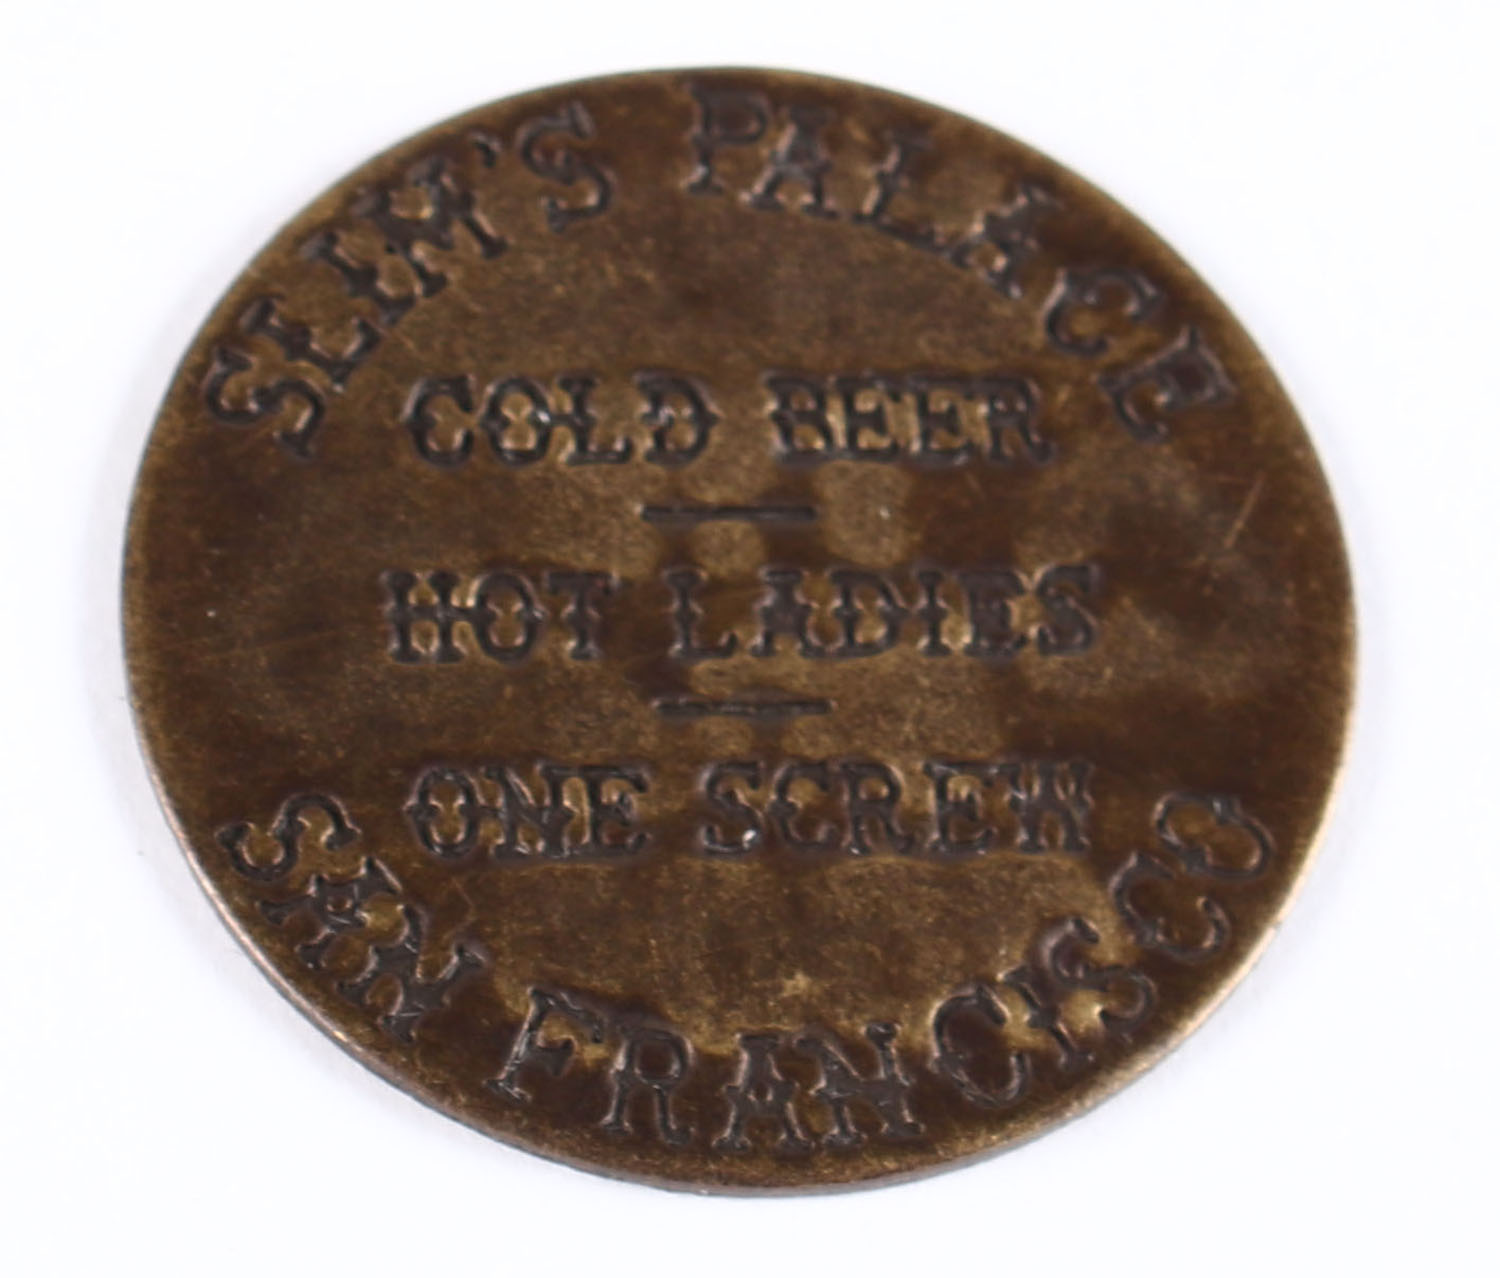 SLIM'S PALACE
COLD BEER
HOT LADIES
ONE SCREW
SAN FRANCISCO